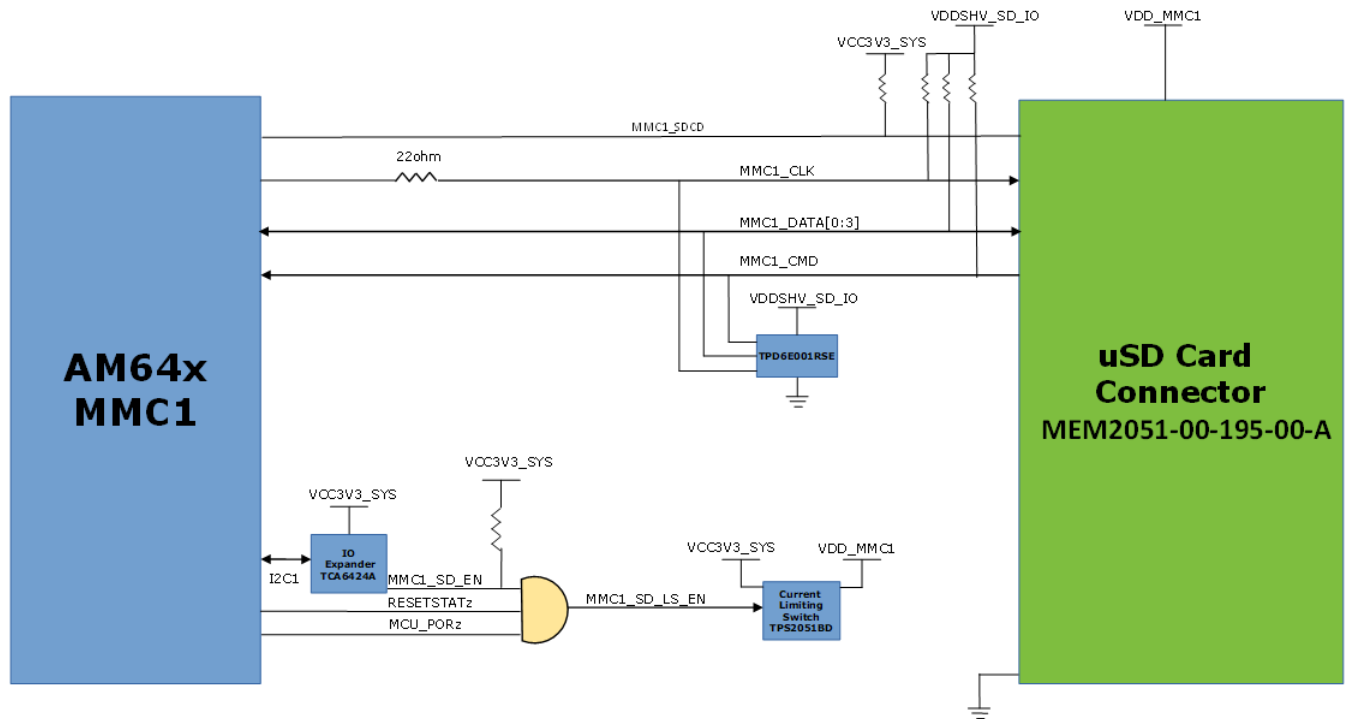 VDDSHV_SD_IO
VDD_MMC1
VCC3V3_SYS
MMC1_SDCD
22ohm
MMC1_CLK
MMC1_DATA[0:3]
MMC1_CMD
VDDSHV_SD_IO
TPD6E001RSE
AM64x
MMC1
uSD Card
Connector
MEM2051-00-195-00-A
VCC3V3_SYS
VCC3V3_SYS
IO
Expander
TCA6424A
I2C1
MMC1_SD_EN
RESETSTATz
MCU_PORz
MMC1_SD_LS_EN
VCC3V3_SYS
VDD_MMC1
Current
Limiting
Switch
TPS2051BD